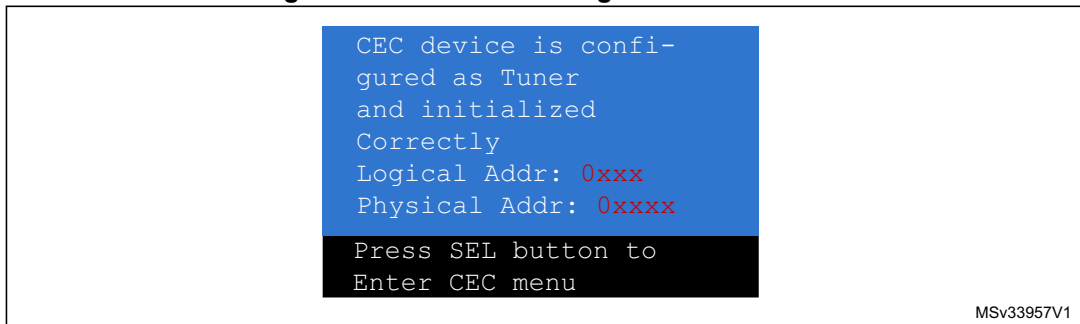 CEC device is confi-
gured as Tuner
and initialized
Correctly
Logical Addr: 0xxx
Physical Addr: 0xxxx
Press SEL button to
Enter CEC menu
MSv33957V1